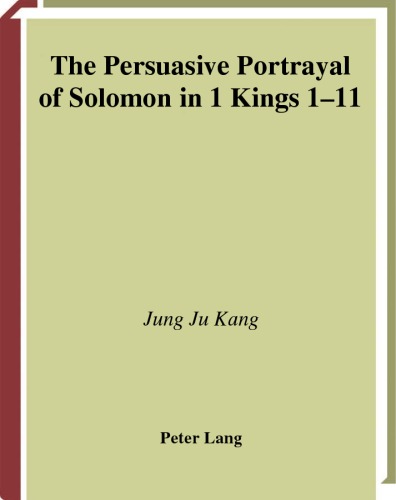 The Persuasive Portrayal
of Solomon in 1 Kings 1–11
Jung Ju Kang
Peter Lang